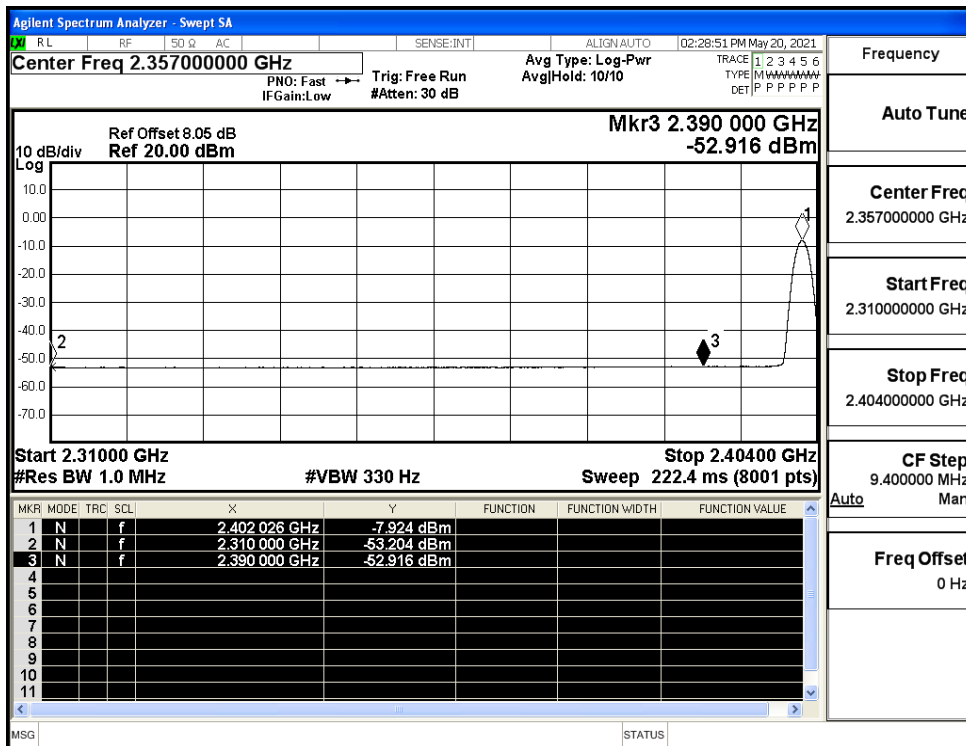 Agilent Spectrum Analyzer - Swept SA
LXI RL RF 50 Ω AC SENSE:INT ALIGNAUTO 02:28:51 PM May 20, 2021
Center Freq 2.357000000 GHz
PNO: Fast
IFGain:Low
Trig: Free Run
#Atten: 30 dB
Avg Type: Log-Pwr
Avg|Hold: 10/10
TRACE 1 2 3 4 5 6
TYPE M W W W W W
DET P P P P P P
Mkr3 2.390 000 GHz
-52.916 dBm
Ref Offset 8.05 dB
Ref 20.00 dBm
10 dB/div
Log
10.0
0.00
-10.0
-20.0
-30.0
-40.0
-50.0
-60.0
-70.0
1
2
3
Start 2.31000 GHz Stop 2.40400 GHz
#Res BW 1.0 MHz #VBW 330 Hz Sweep 222.4 ms (8001 pts)
MKR MODE TRC SCL X Y FUNCTION FUNCTION WIDTH FUNCTION VALUE
1 N f 2.402 026 GHz -7.924 dBm
2 N f 2.310 000 GHz -53.204 dBm
3 N f 2.390 000 GHz -52.916 dBm
4
5
6
7
8
9
10
11
MSG STATUS
Frequency
Auto Tune
Center Freq
2.357000000 GHz
Start Freq
2.310000000 GHz
Stop Freq
2.404000000 GHz
CF Step
9.400000 MHz
Auto Man
Freq Offset
0 Hz